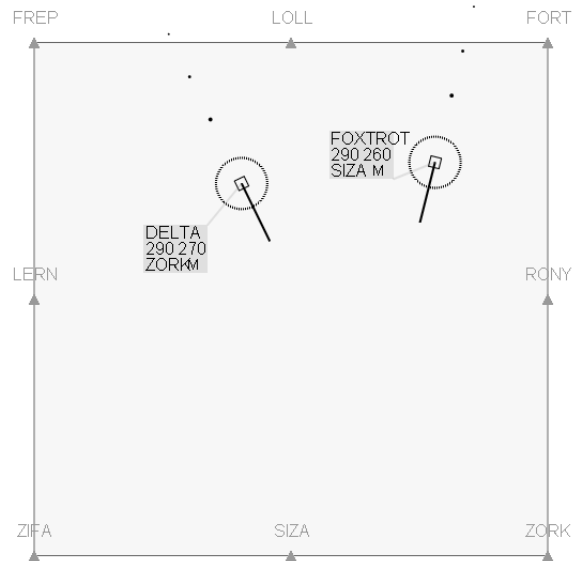 FREP LOLL FORT
FOXTROT
290 260
SIZA M
DELTA
290 270
ZORK M
LERN RONY
ZIFA SIZA ZORK